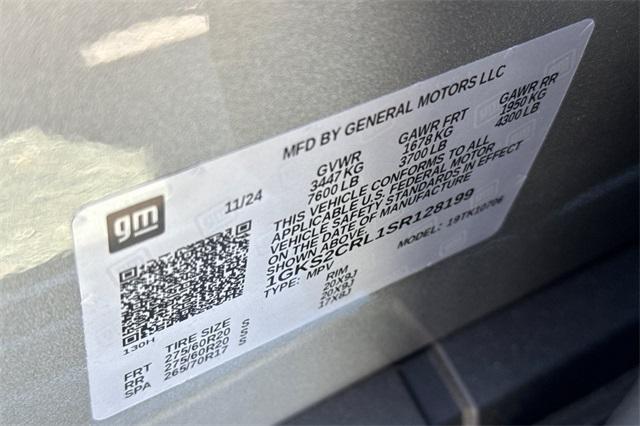 MFD BY GENERAL MOTORS LLC
gm
11/24
GVWR GAWR FRT GAWR RR
3447 KG 1678 KG 1950 KG
7600 LB 3700 LB 4300 LB
THIS VEHICLE CONFORMS TO ALL
APPLICABLE U.S. FEDERAL MOTOR
VEHICLE SAFETY STANDARDS IN EFFECT
ON THE DATE OF MANUFACTURE
SHOWN ABOVE.
1GKS2CRL1SR128199
TYPE: MPV MODEL: 19TK10706
130H
TIRE SIZE RIM
FRT 275/60R20 S 20X9J
RR 275/60R20 S 20X9J
SPA 265/70R17 S 17X8J